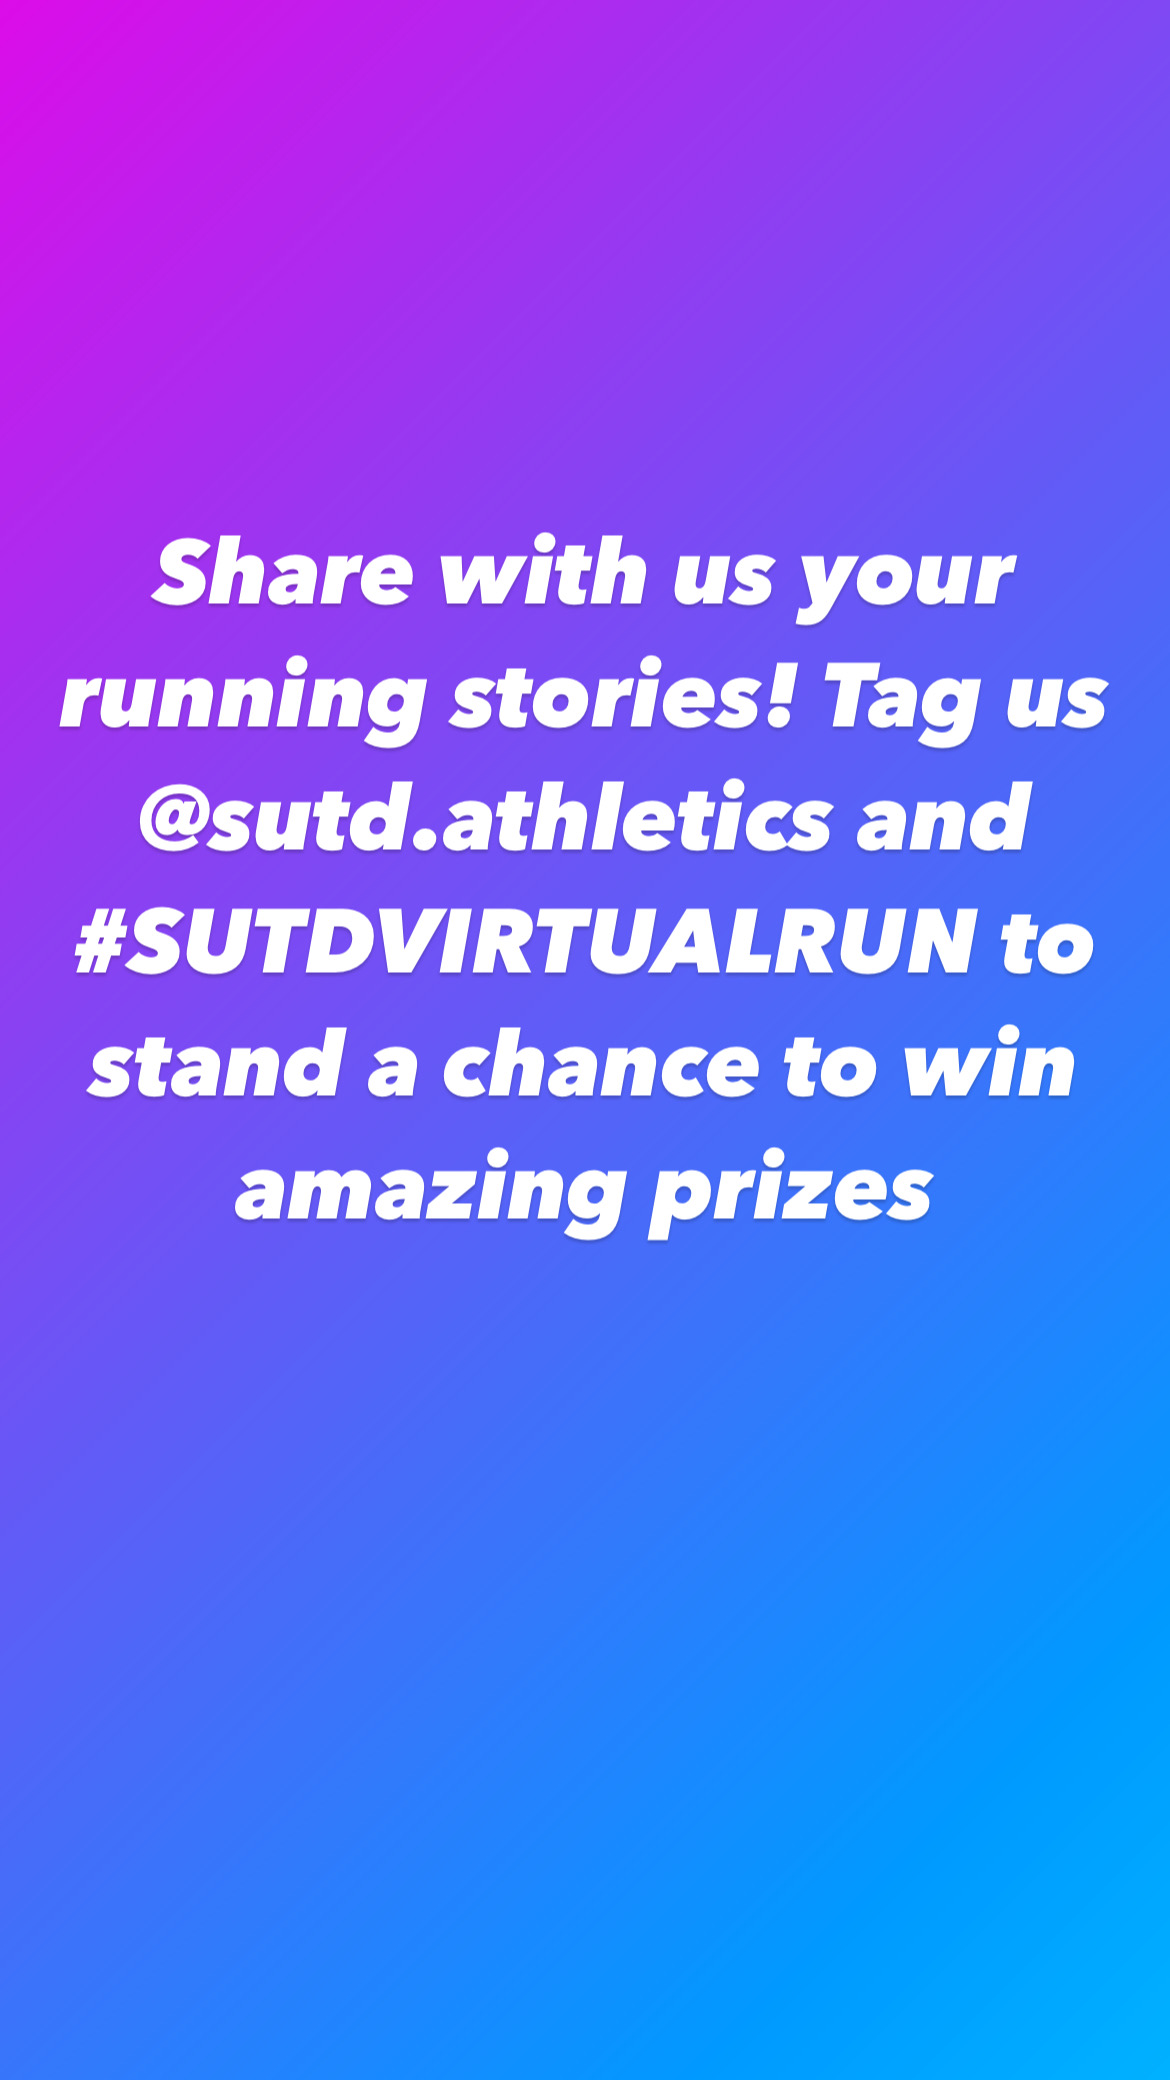 Share with us your
running stories! Tag us
@sutd.athletics and
#SUTDVIRTUALRUN to
stand a chance to win
amazing prizes